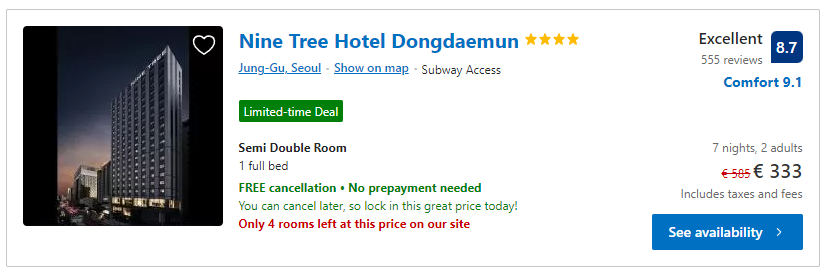 NINE TREE
Nine Tree Hotel Dongdaemun
Jung-Gu, Seoul · Show on map · Subway Access
Limited-time Deal
Semi Double Room
1 full bed
FREE cancellation • No prepayment needed
You can cancel later, so lock in this great price today!
Only 4 rooms left at this price on our site
Excellent
555 reviews
8.7
Comfort 9.1
7 nights, 2 adults
€ 585 € 333
Includes taxes and fees
See availability